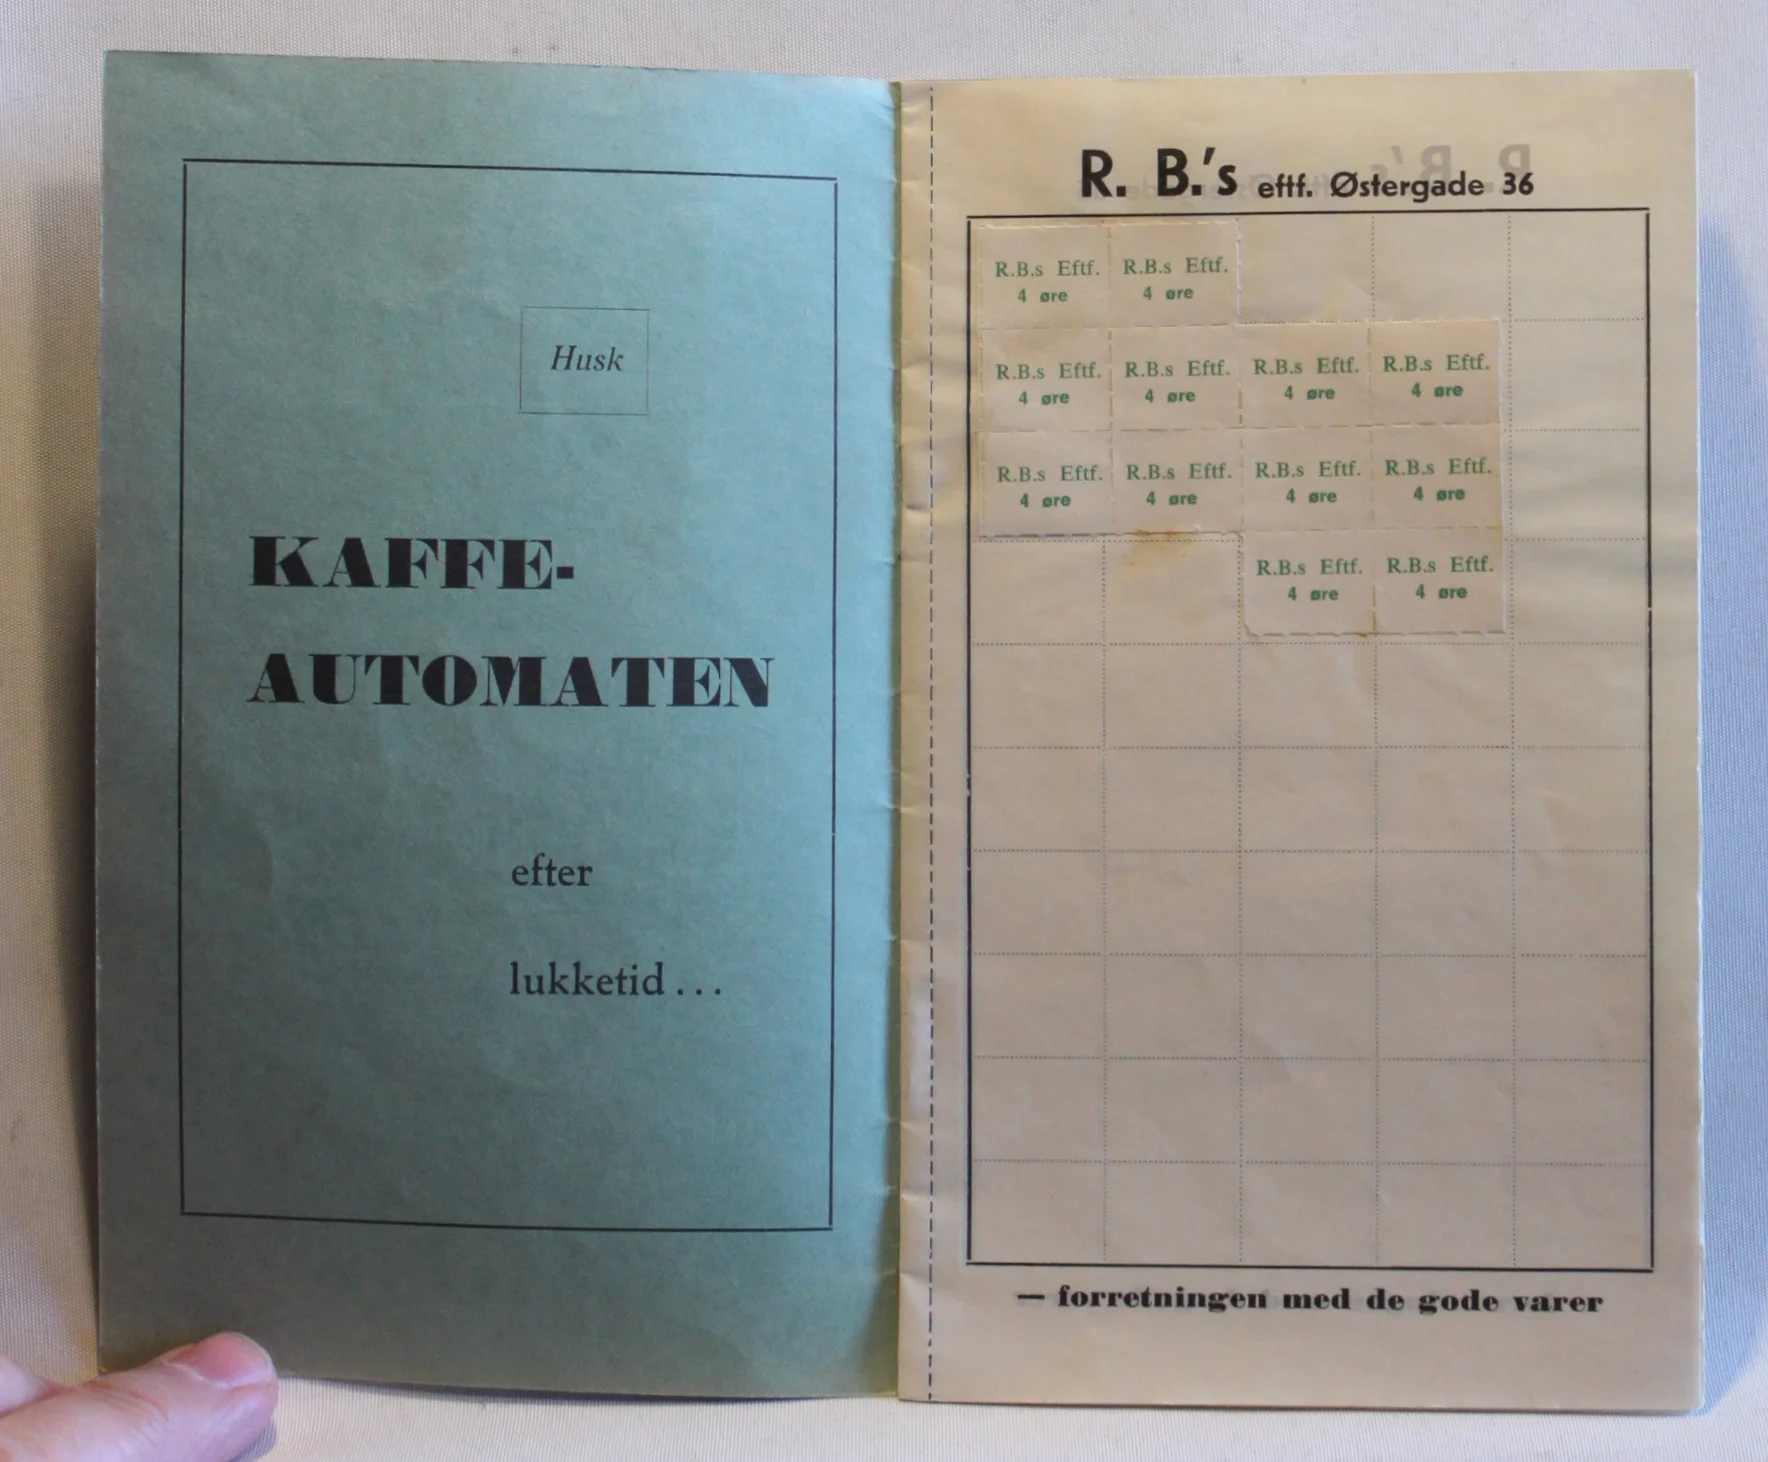 Husk
KAFFE-
AUTOMATEN
efter
lukketid...
R. B.'s eftf. Østergade 36
R.B.s Eftf. R.B.s Eftf.
4 øre 4 øre
R.B.s Eftf. R.B.s Eftf. R.B.s Eftf. R.B.s Eftf.
4 øre 4 øre 4 øre 4 øre
R.B.s Eftf. R.B.s Eftf. R.B.s Eftf. R.B.s Eftf.
4 øre 4 øre 4 øre 4 øre
R.B.s Eftf. R.B.s Eftf.
4 øre 4 øre
— forretningen med de gode varer